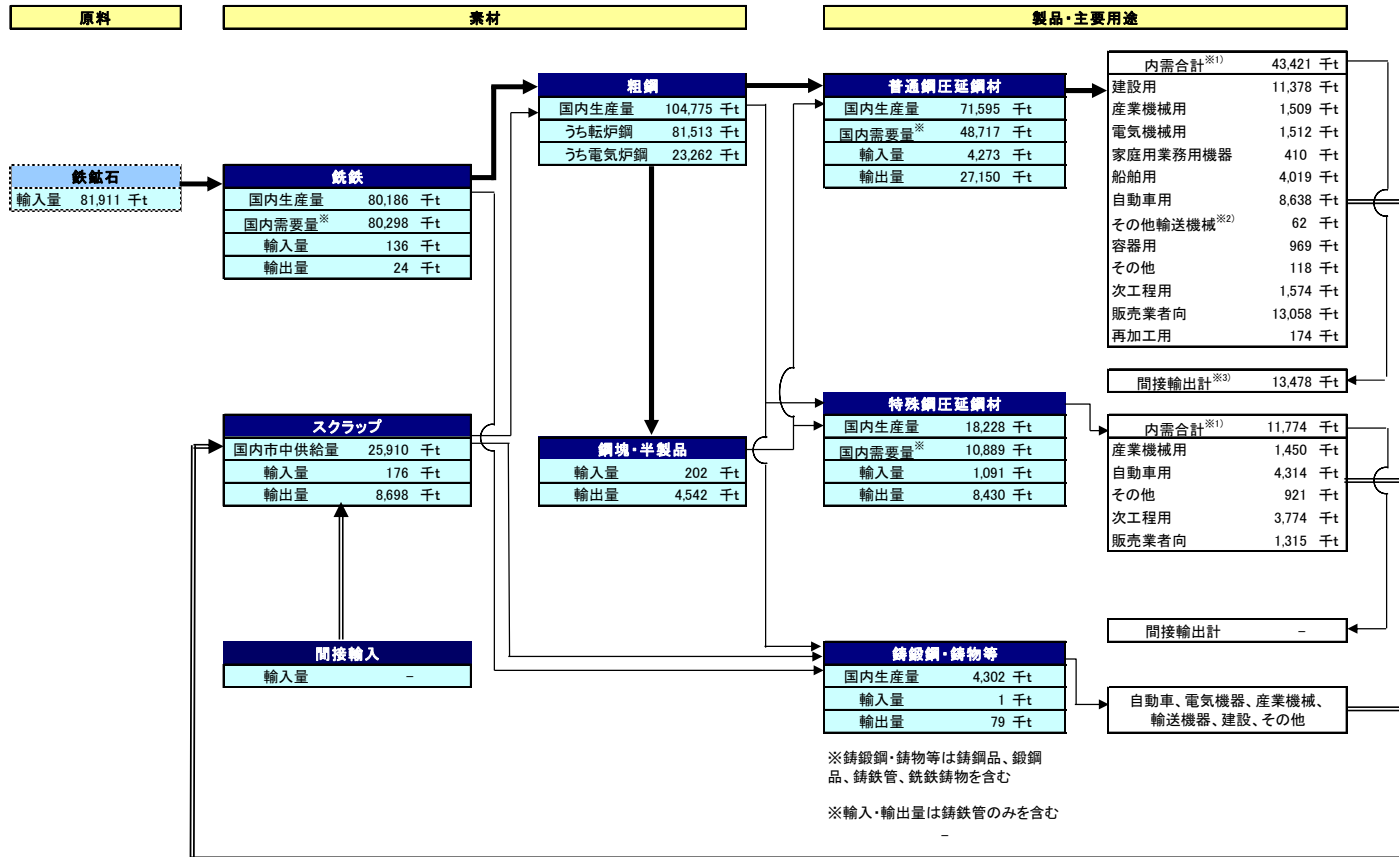 原料
素材
製品・主要用途
鉄鉱石
輸入量 81,911 千t
銑鉄
国内生産量 80,186 千t
国内需要量※ 80,298 千t
輸入量 136 千t
輸出量 24 千t
スクラップ
国内市中供給量 25,910 千t
輸入量 176 千t
輸出量 8,698 千t
間接輸入
輸入量 －
粗鋼
国内生産量 104,775 千t
うち転炉鋼 81,513 千t
うち電気炉鋼 23,262 千t
鋼塊・半製品
輸入量 202 千t
輸出量 4,542 千t
普通鋼圧延鋼材
国内生産量 71,595 千t
国内需要量※ 48,717 千t
輸入量 4,273 千t
輸出量 27,150 千t
特殊鋼圧延鋼材
国内生産量 18,228 千t
国内需要量※ 10,889 千t
輸入量 1,091 千t
輸出量 8,430 千t
鋳鍛鋼・鋳物等
国内生産量 4,302 千t
輸入量 1 千t
輸出量 79 千t
※鋳鍛鋼・鋳物等は鋳鋼品、鍛鋼
品、鋳鉄管、銑鉄鋳物を含む
※輸入・輸出量は鋳鉄管のみを含む
－
内需合計※1) 43,421 千t
建設用 11,378 千t
産業機械用 1,509 千t
電気機械用 1,512 千t
家庭用業務用機器 410 千t
船舶用 4,019 千t
自動車用 8,638 千t
その他輸送機械※2) 62 千t
容器用 969 千t
その他 118 千t
次工程用 1,574 千t
販売業者向 13,058 千t
再加工用 174 千t
間接輸出計※3) 13,478 千t
内需合計※1) 11,774 千t
産業機械用 1,450 千t
自動車用 4,314 千t
その他 921 千t
次工程用 3,774 千t
販売業者向 1,315 千t
間接輸出計 －
自動車、電気機器、産業機械、
輸送機器、建設、その他